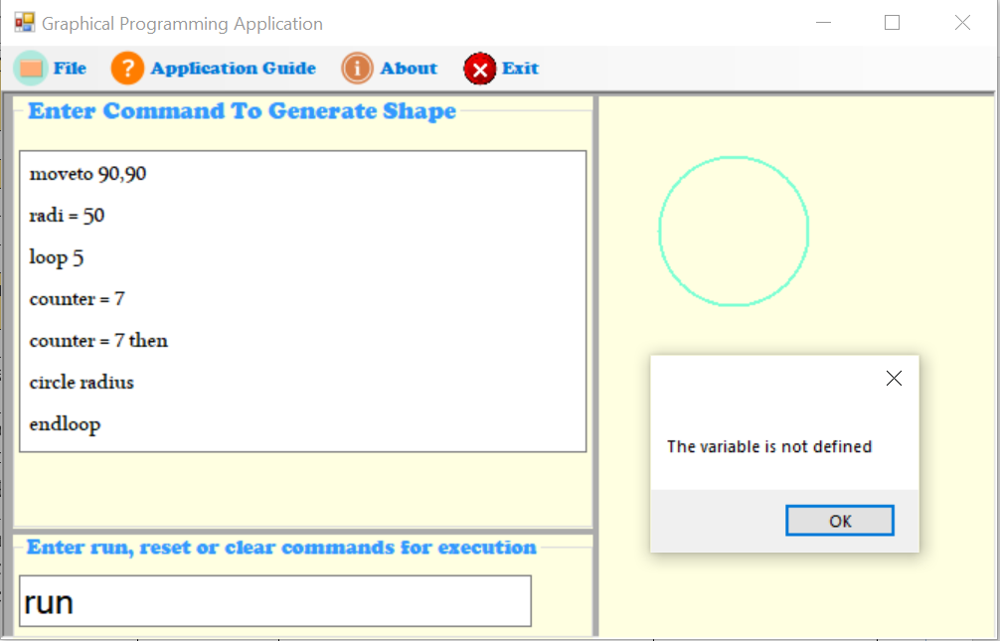 Graphical Programming Application
File Application Guide About Exit
Enter Command To Generate Shape
moveto 90,90
radi = 50
loop 5
counter = 7
counter = 7 then
circle radius
endloop
The variable is not defined
OK
Enter run, reset or clear commands for execution
run